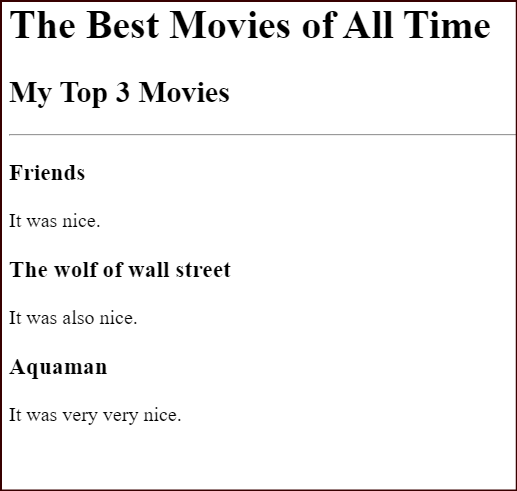 The Best Movies of All Time
My Top 3 Movies
Friends
It was nice.
The wolf of wall street
It was also nice.
Aquaman
It was very very nice.